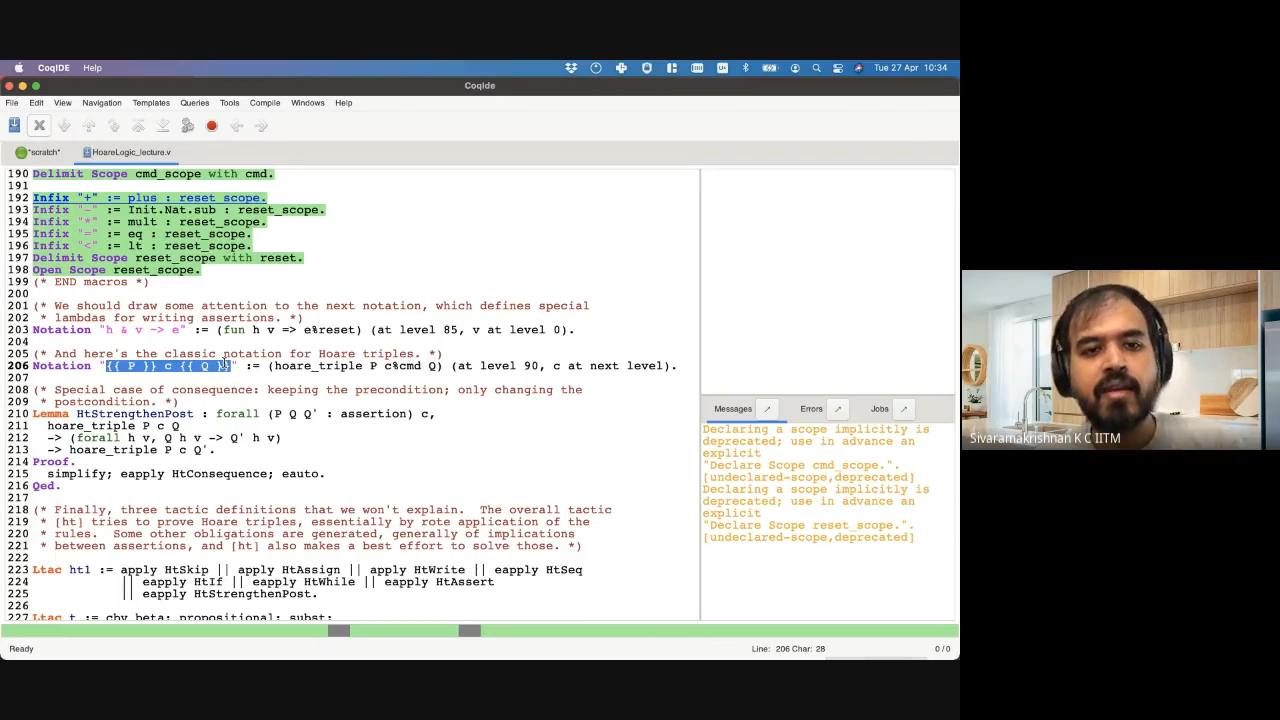 CoqIDE Help
Tue 27 Apr 10:34
CoqIde
File Edit View Navigation Templates Queries Tools Compile Windows Help
*scratch* HoareLogic_lecture.v
190 Delimit Scope cmd_scope with cmd.
191
192 Infix "+" := plus : reset_scope.
193 Infix "-" := Init.Nat.sub : reset_scope.
194 Infix "*" := mult : reset_scope.
195 Infix "=" := eq : reset_scope.
196 Infix "<" := lt : reset_scope.
197 Delimit Scope reset_scope with reset.
198 Open Scope reset_scope.
199 (* END macros *)
200
201 (* We should draw some attention to the next notation, which defines special
202 * lambdas for writing assertions. *)
203 Notation "h & v ~> e" := (fun h v => e%reset) (at level 85, v at level 0).
204
205 (* And here's the classic notation for Hoare triples. *)
206 Notation "{{ P }} c {{ Q }}" := (hoare_triple P c%cmd Q) (at level 90, c at next level).
207
208 (* Special case of consequence: keeping the precondition; only changing the
209 * postcondition. *)
210 Lemma HtStrengthenPost : forall (P Q Q' : assertion) c,
211 hoare_triple P c Q
212 -> (forall h v, Q h v -> Q' h v)
213 -> hoare_triple P c Q'.
214 Proof.
215 simplify; eapply HtConsequence; eauto.
216 Qed.
217
218 (* Finally, three tactic definitions that we won't explain. The overall tactic
219 * [ht] tries to prove Hoare triples, essentially by rote application of the
220 * rules. Some other obligations are generated, generally of implications
221 * between assertions, and [ht] also makes a best effort to solve those. *)
222
223 Ltac ht1 := apply HtSkip || apply HtAssign || apply HtWrite || eapply HtSeq
224 || eapply HtIf || eapply HtWhile || eapply HtAssert
225 || eapply HtStrengthenPost.
226
227 Ltac t := cbv beta; propositional; subst;
Messages Errors Jobs
Declaring a scope implicitly is
deprecated; use in advance an
explicit
"Declare Scope cmd_scope.".
[undeclared-scope,deprecated]
Declaring a scope implicitly is
deprecated; use in advance an
explicit
"Declare Scope reset_scope.".
[undeclared-scope,deprecated]
Ready
Line: 206 Char: 28
0 / 0
Sivaramakrishnan K C IITM